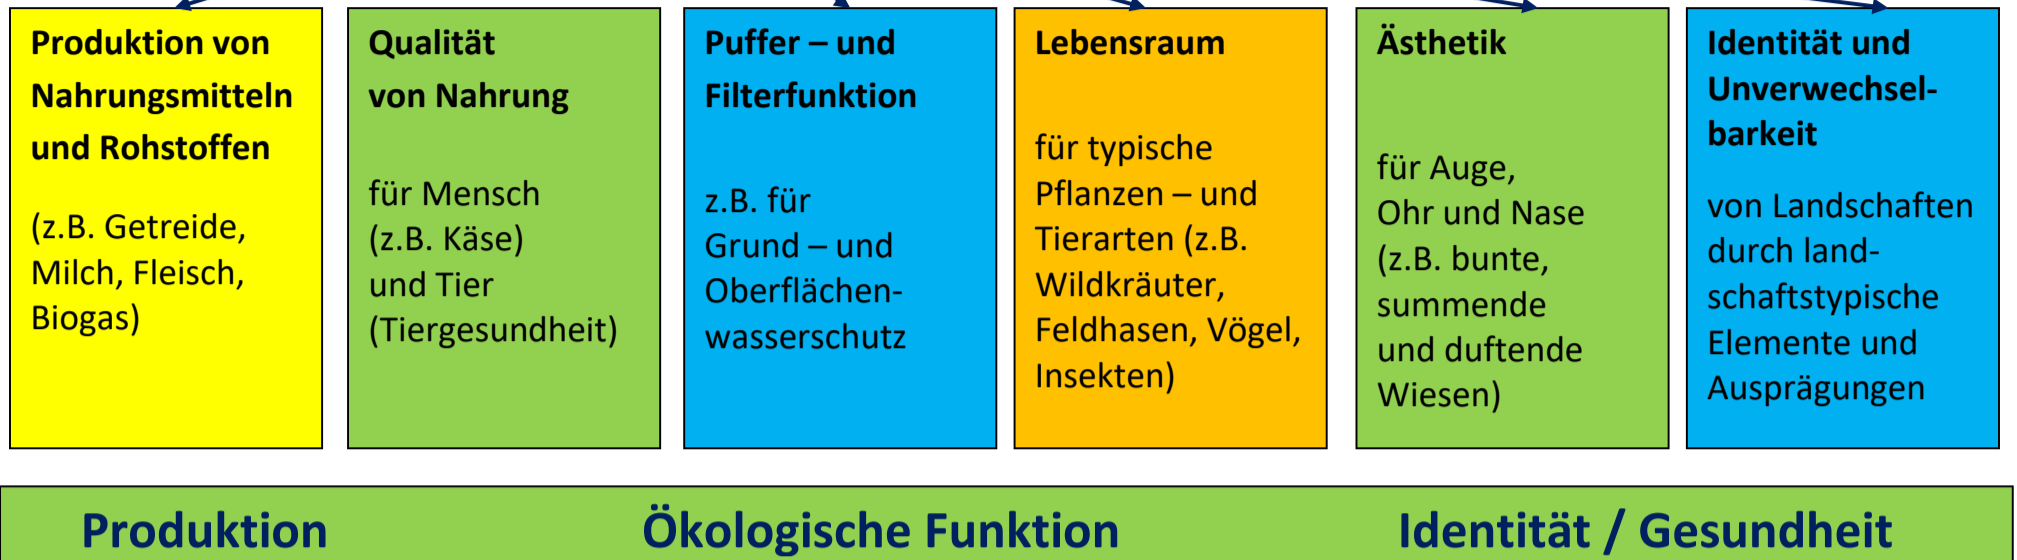 Produktion von
Nahrungsmitteln
und Rohstoffen
(z.B. Getreide,
Milch, Fleisch,
Biogas)
Qualität
von Nahrung
für Mensch
(z.B. Käse)
und Tier
(Tiergesundheit)
Puffer – und
Filterfunktion
z.B. für
Grund – und
Oberflächen-
wasserschutz
Lebensraum
für typische
Pflanzen – und
Tierarten (z.B.
Wildkräuter,
Feldhasen, Vögel,
Insekten)
Ästhetik
für Auge,
Ohr und Nase
(z.B. bunte,
summende
und duftende
Wiesen)
Identität und
Unverwechsel-
barkeit
von Landschaften
durch land-
schaftstypische
Elemente und
Ausprägungen
Produktion Ökologische Funktion Identität / Gesundheit